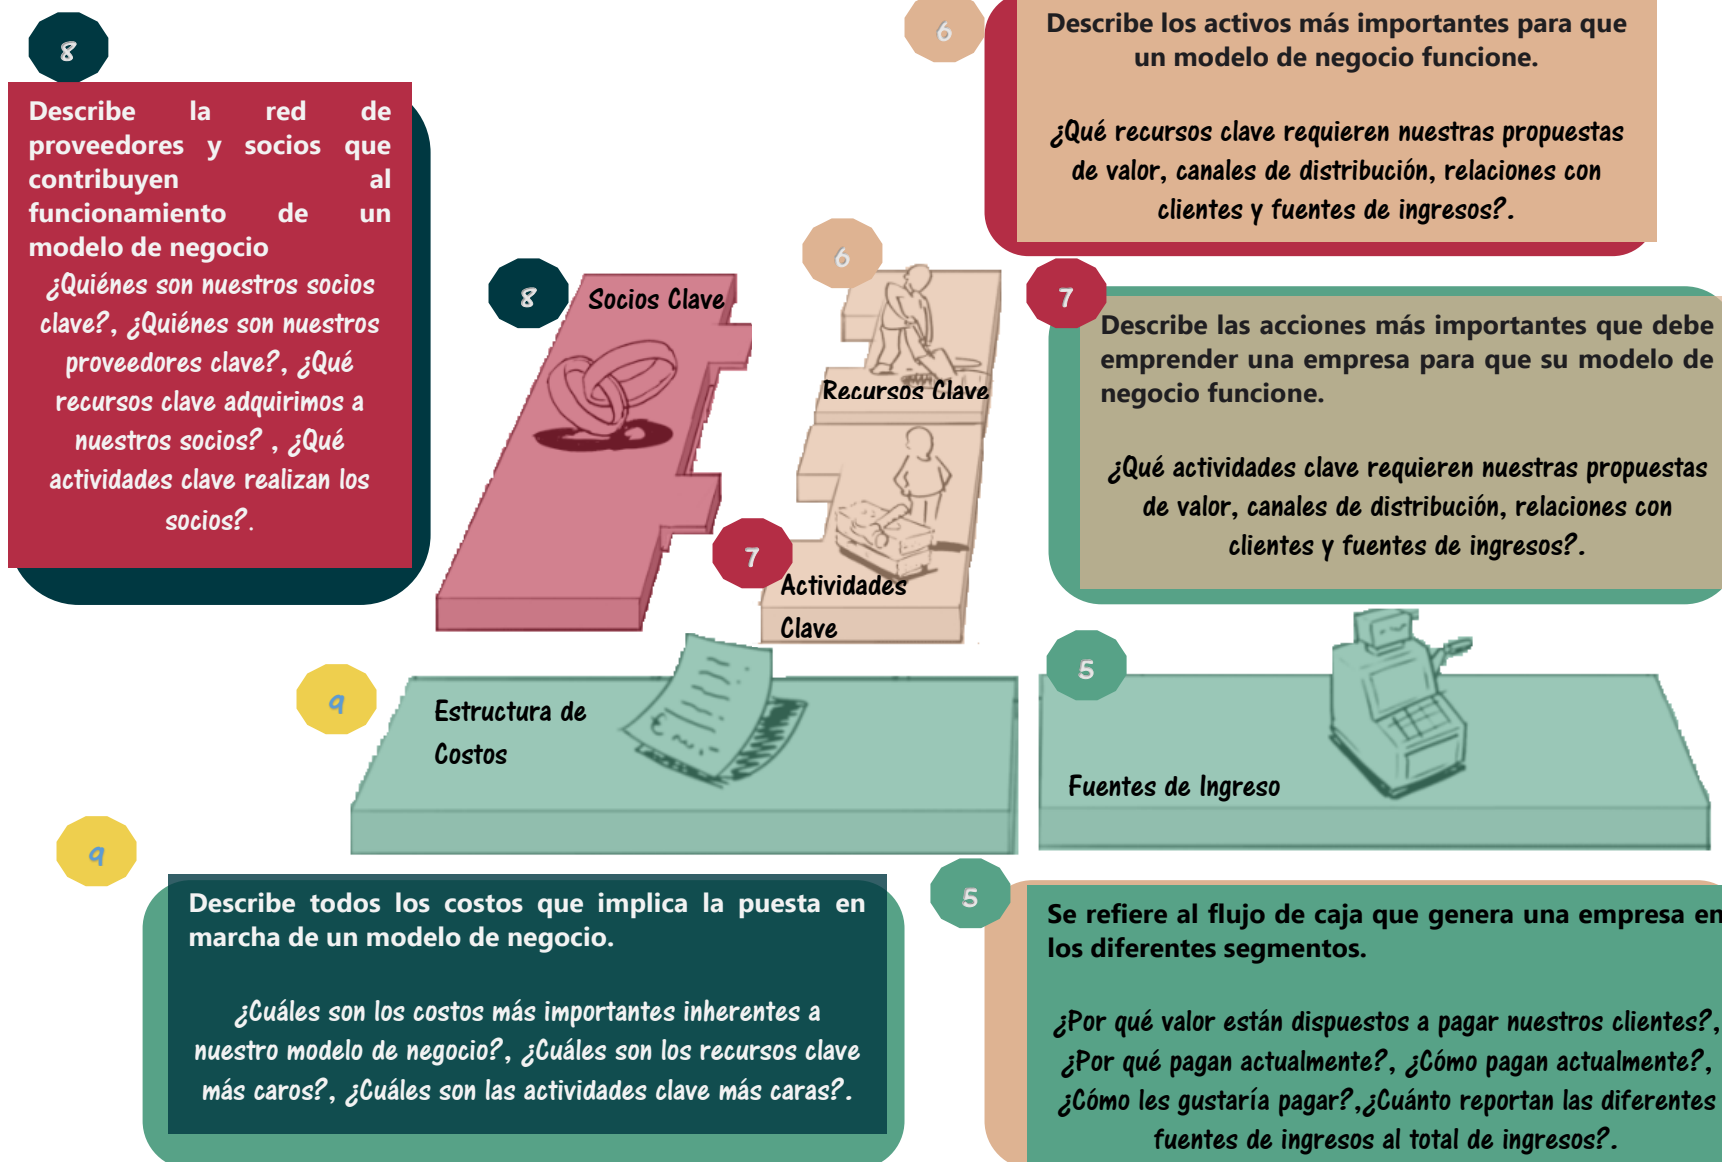 8
Describe la red de
proveedores y socios que
contribuyen al
funcionamiento de un
modelo de negocio
¿Quiénes son nuestros socios
clave?, ¿Quiénes son nuestros
proveedores clave?, ¿Qué
recursos clave adquirimos a
nuestros socios? , ¿Qué
actividades clave realizan los
socios?.
6
Describe los activos más importantes para que
un modelo de negocio funcione.
¿Qué recursos clave requieren nuestras propuestas
de valor, canales de distribución, relaciones con
clientes y fuentes de ingresos?.
8
Socios Clave
6
Recursos Clave
7
Actividades
Clave
7
Describe las acciones más importantes que debe
emprender una empresa para que su modelo de
negocio funcione.
¿Qué actividades clave requieren nuestras propuestas
de valor, canales de distribución, relaciones con
clientes y fuentes de ingresos?.
9
Estructura de
Costos
€
5
Fuentes de Ingreso
9
Describe todos los costos que implica la puesta en
marcha de un modelo de negocio.
¿Cuáles son los costos más importantes inherentes a
nuestro modelo de negocio?, ¿Cuáles son los recursos clave
más caros?, ¿Cuáles son las actividades clave más caras?.
5
Se refiere al flujo de caja que genera una empresa en
los diferentes segmentos.
¿Por qué valor están dispuestos a pagar nuestros clientes?,
¿Por qué pagan actualmente?, ¿Cómo pagan actualmente?,
¿Cómo les gustaría pagar?,¿Cuánto reportan las diferentes
fuentes de ingresos al total de ingresos?.